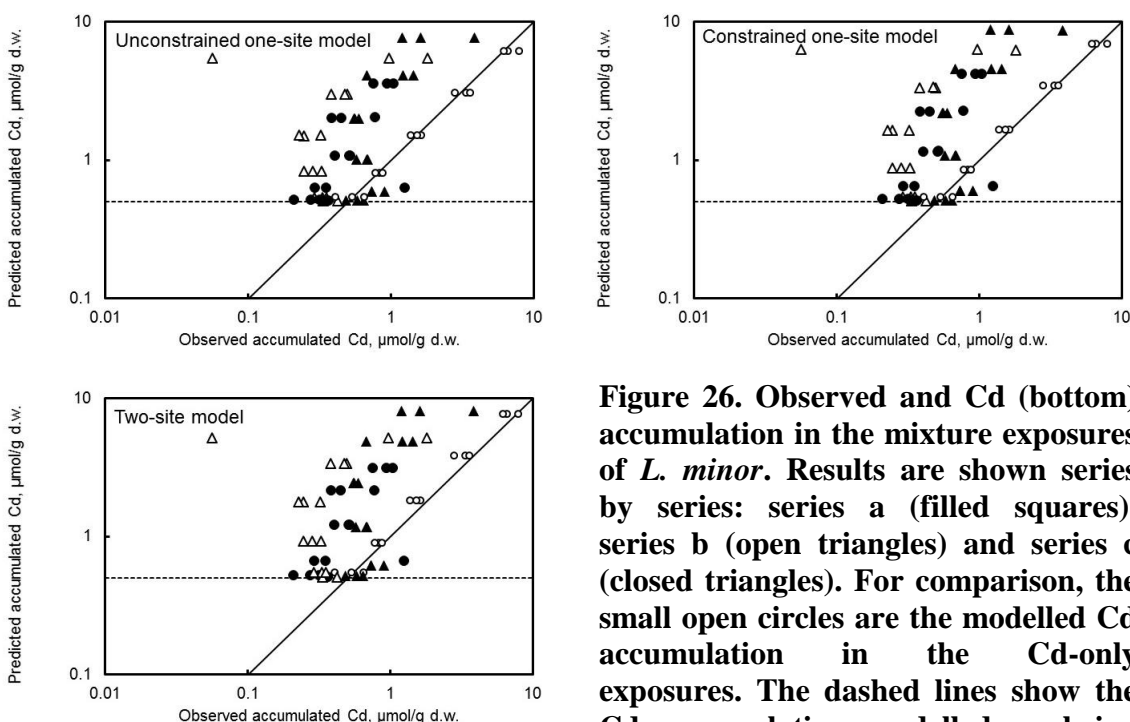 10
1
0.1
Predicted accumulated Cd, μmol/g d.w.
Unconstrained one-site model
0.01 0.1 1 10
Observed accumulated Cd, μmol/g d.w.
10
1
0.1
Predicted accumulated Cd, μmol/g d.w.
Constrained one-site model
0.01 0.1 1 10
Observed accumulated Cd, μmol/g d.w.
10
1
0.1
Predicted accumulated Cd, μmol/g d.w.
Two-site model
0.01 0.1 1 10
Observed accumulated Cd, μmol/g d.w.
Figure 26. Observed and Cd (bottom)
accumulation in the mixture exposures
of L. minor. Results are shown series
by series: series a (filled squares)
series b (open triangles) and series c
(closed triangles). For comparison, the
small open circles are the modelled Cd
accumulation in the Cd-only
exposures. The dashed lines show the